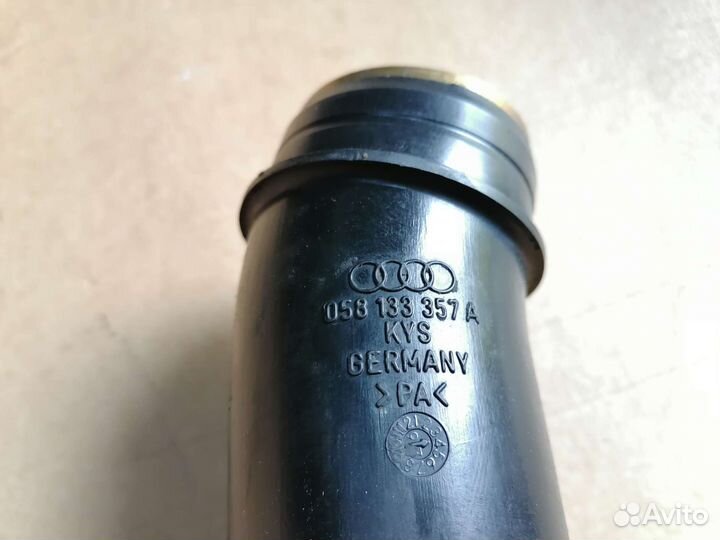 058 133 357 A
KYS
GERMANY
>PA<
Avito